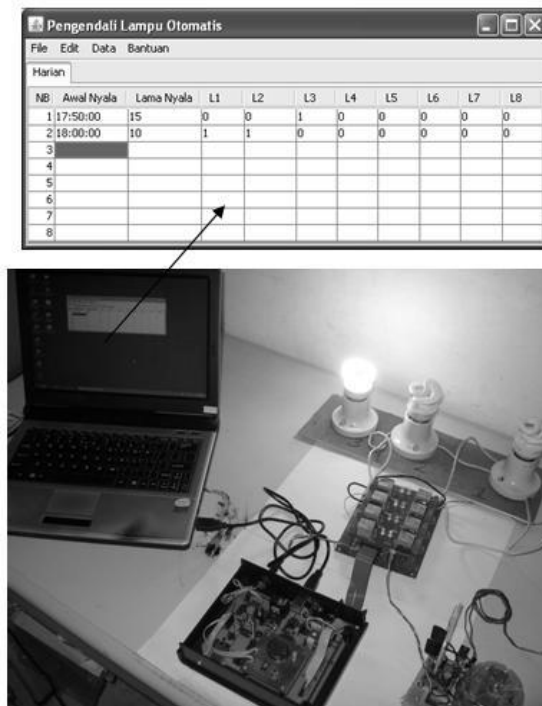 Pengendali Lampu Otomatis
File Edit Data Bantuan
Harian
NB Awal Nyala Lama Nyala L1 L2 L3 L4 L5 L6 L7 L8
1 17:50:00 15 0 0 1 0 0 0 0 0
2 18:00:00 10 1 1 0 0 0 0 0 0
3
4
5
6
7
8